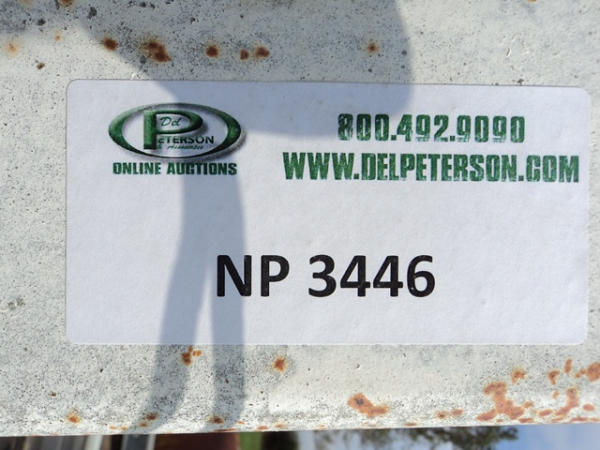 Del
PETERSON
& Associates
ONLINE AUCTIONS
800.492.9090
WWW.DELPETERSON.COM
NP 3446